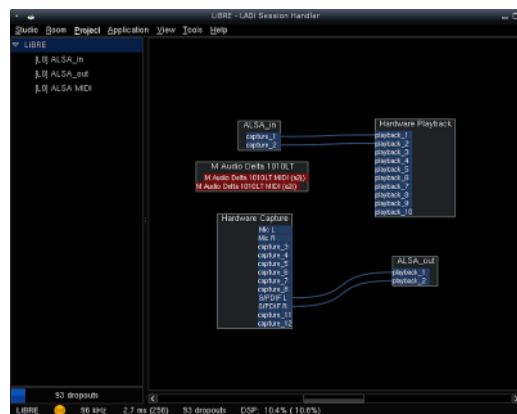 LiBRE - LADI Session Handler
Studio Room Project Application View Tools Help
LiBRE
[L0] ALSA_in
[L0] ALSA_out
[L0] ALSA MIDI
ALSA_in
capture_1
capture_2
Hardware Playback
playback_1
playback_2
playback_3
playback_4
playback_5
playback_6
playback_7
playback_8
playback_9
playback_10
M Audio Delta 1010LT
M Audio Delta 1010LT MIDI (a2j)
M Audio Delta 1010LT MIDI (a2j)
Hardware Capture
Mic L
Mic R
capture_3
capture_4
capture_5
capture_6
capture_7
capture_8
S/PDIF L
S/PDIF R
capture_11
capture_12
ALSA_out
playback_1
playback_2
93 dropouts
LiBRE 96 kHz 2.7 ms (256) 93 dropouts DSP: 10.4% (10.8%)